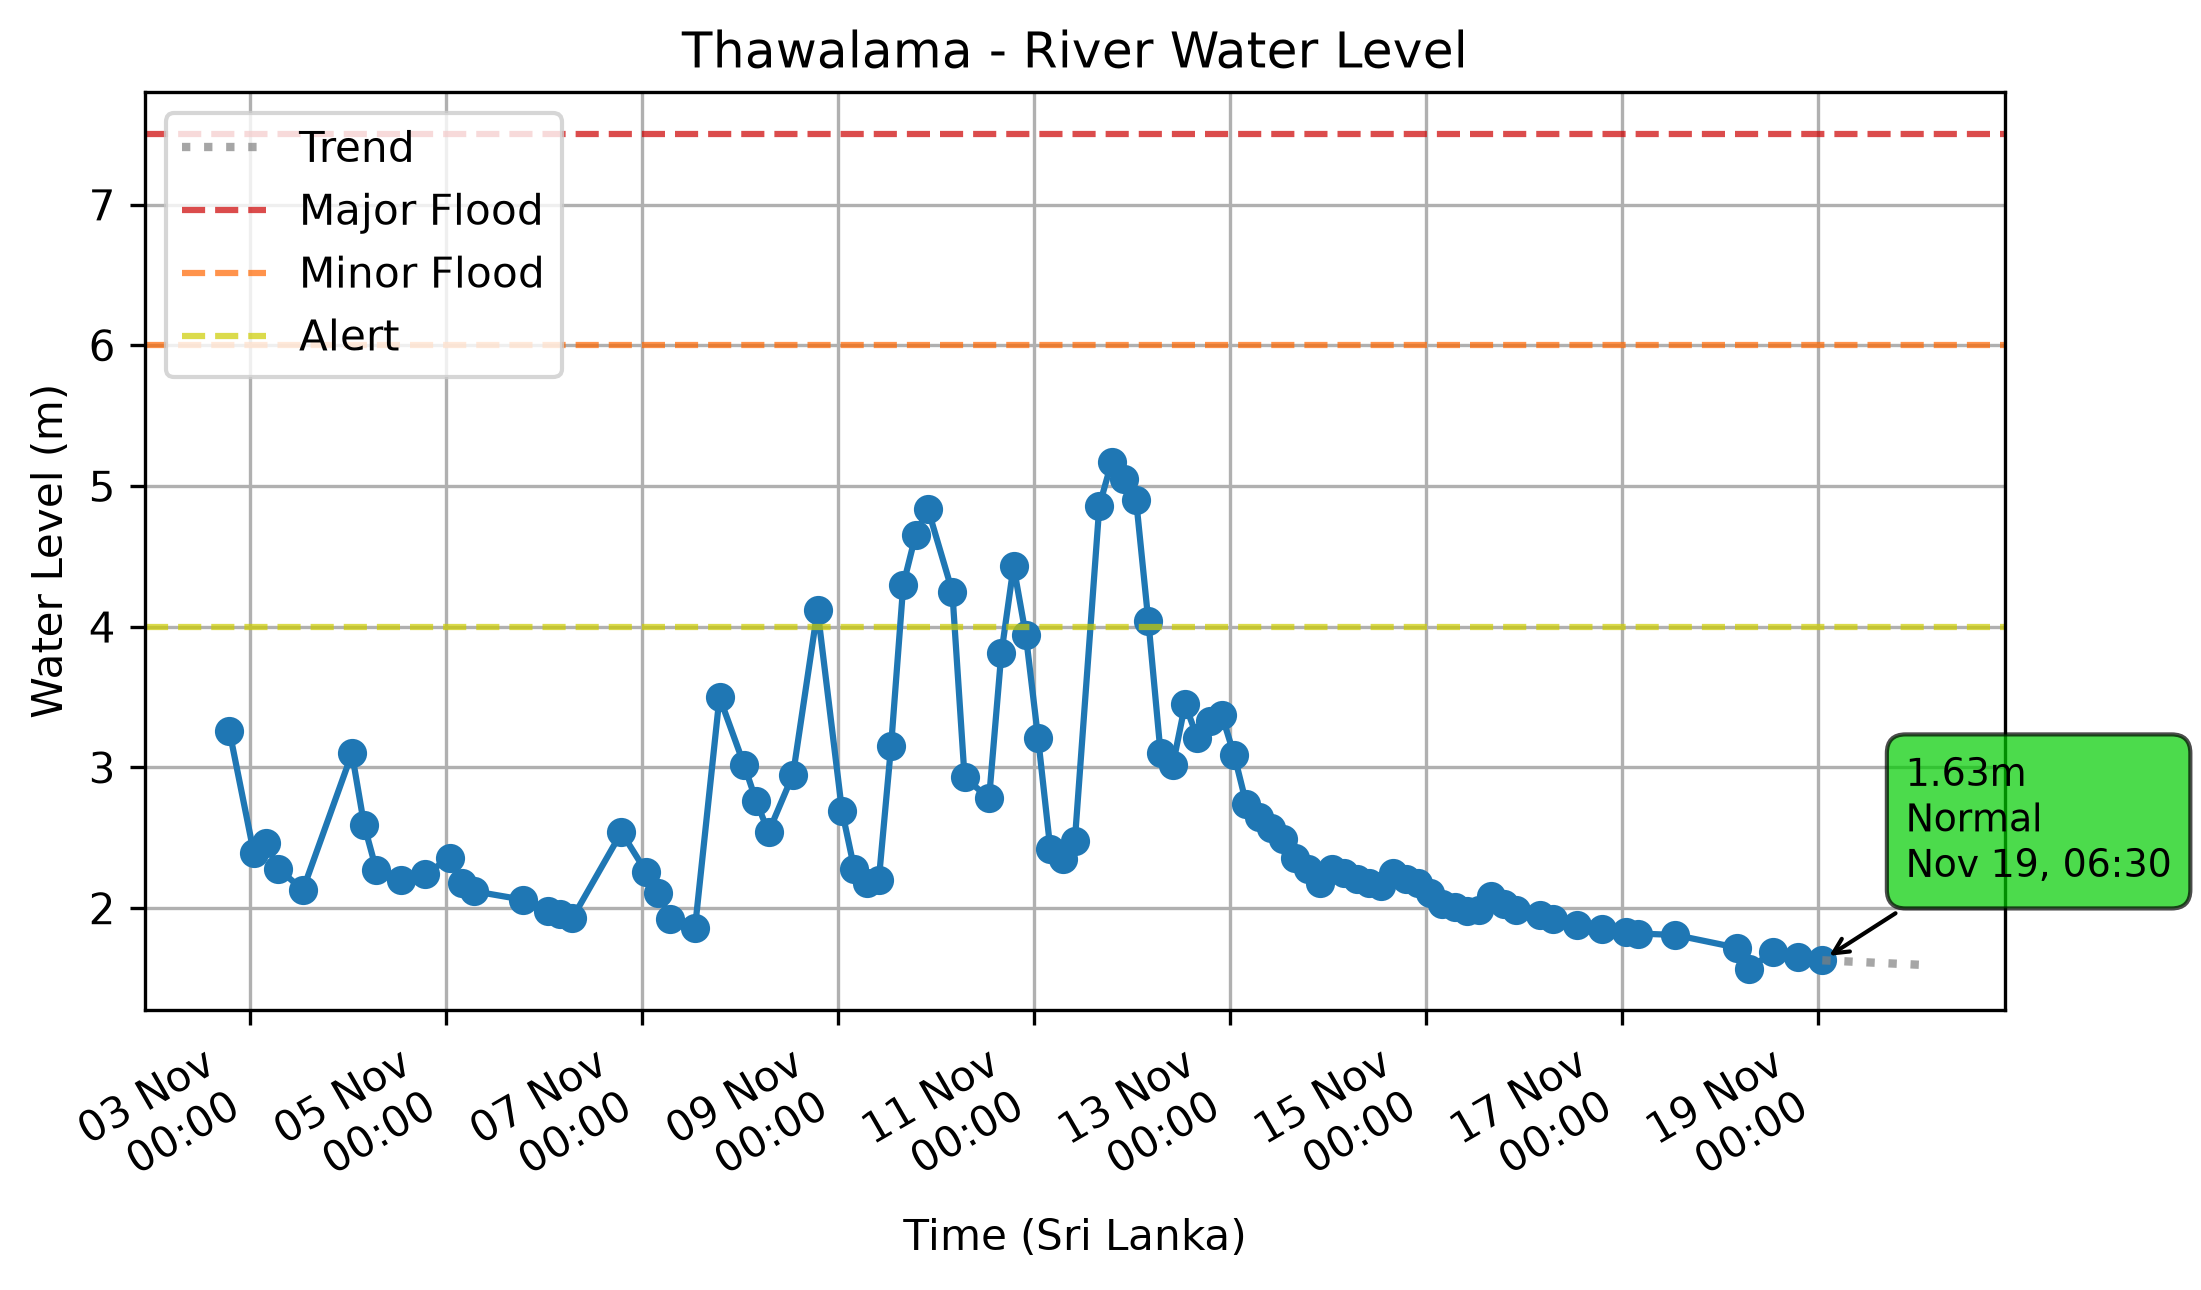 Thawalama - River Water Level
Trend
Major Flood
Minor Flood
Alert
7
6
5
4
3
2
Water Level (m)
1.63m
Normal
Nov 19, 06:30
03 Nov
00:00
05 Nov
00:00
07 Nov
00:00
09 Nov
00:00
11 Nov
00:00
13 Nov
00:00
15 Nov
00:00
17 Nov
00:00
19 Nov
00:00
Time (Sri Lanka)